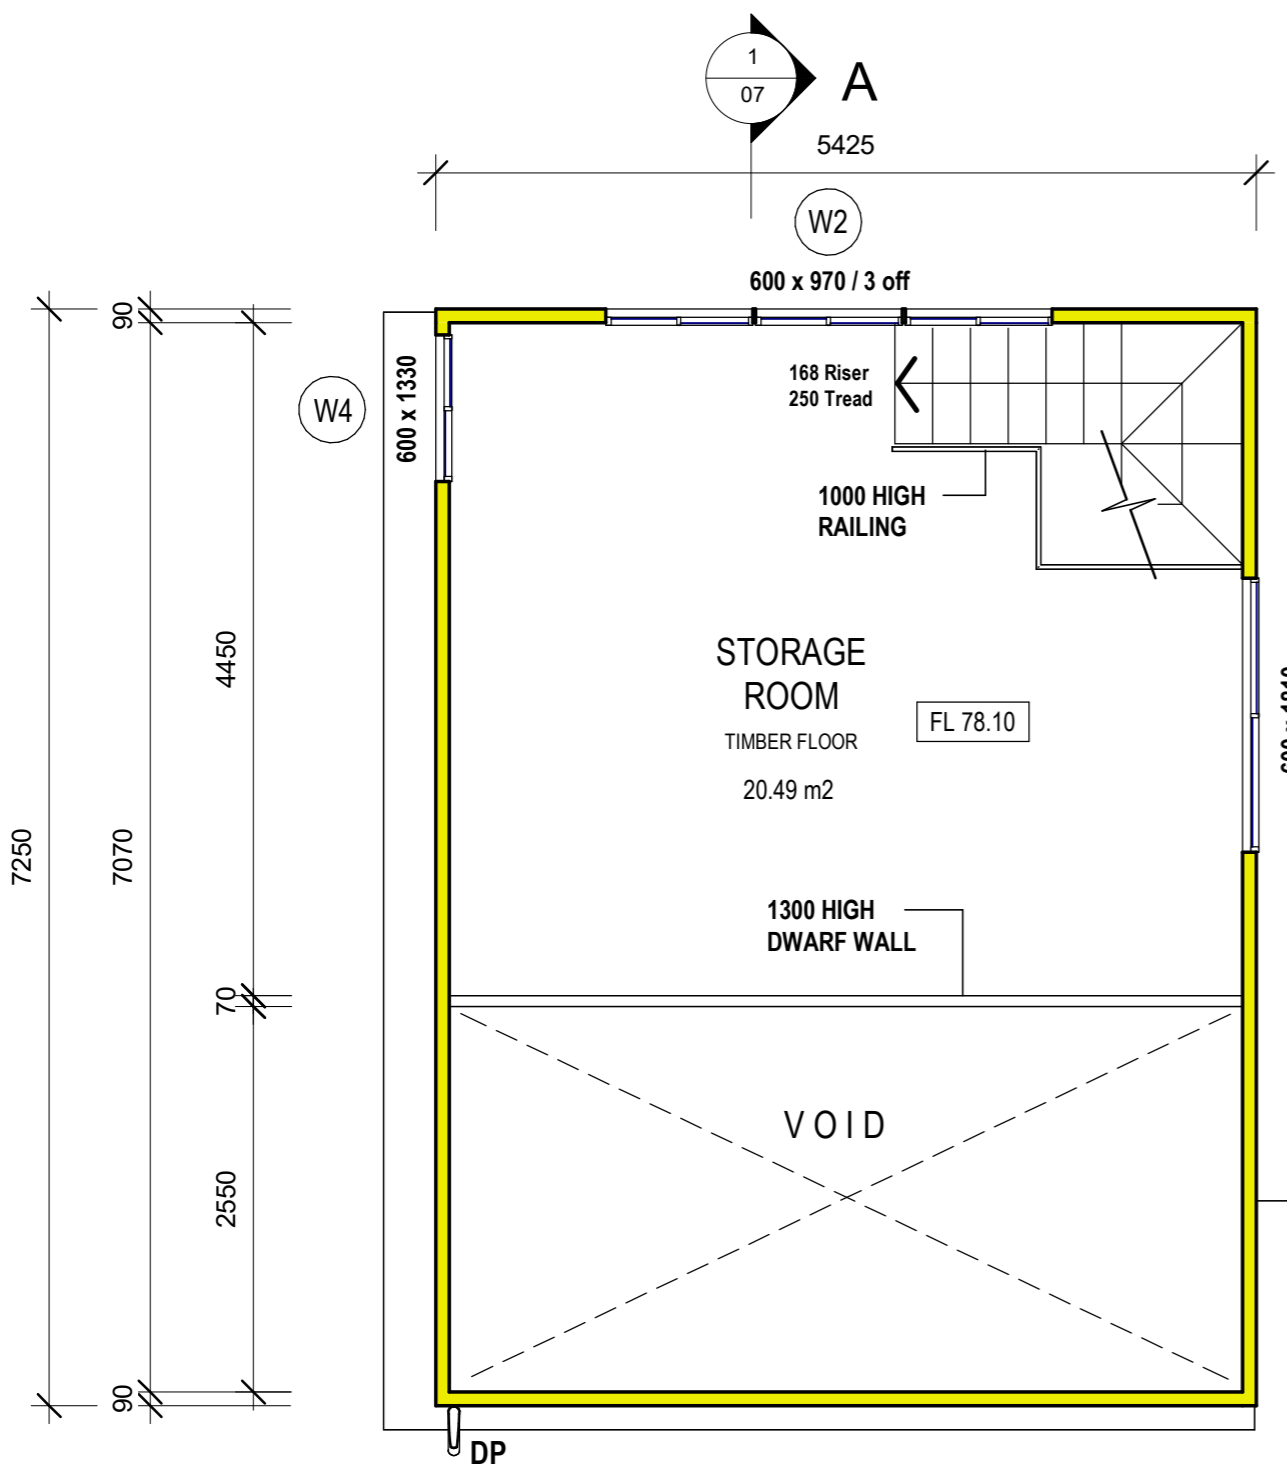 1
07
A
5425
W2
600 x 970 / 3 off
90
W4
600 x 1330
168 Riser
250 Tread
1000 HIGH
RAILING
4450
STORAGE
ROOM
FL 78.10
TIMBER FLOOR
20.49 m2
7250
7070
1300 HIGH
DWARF WALL
70
VOID
2550
90
DP